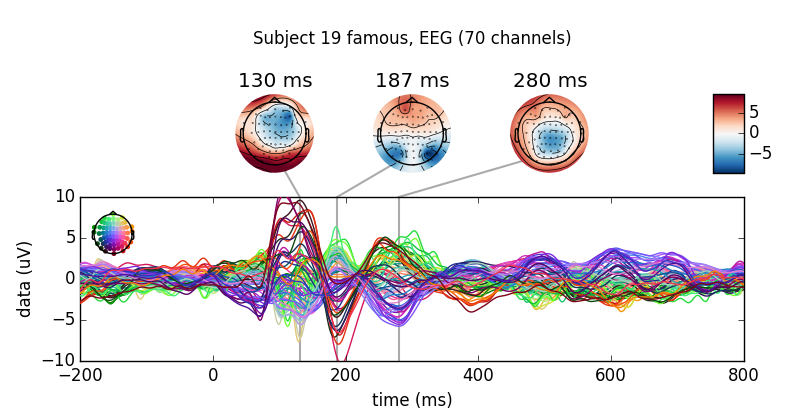 Subject 19 famous, EEG (70 channels)
130 ms 187 ms 280 ms
5
0
−5
10
5
0
−5
−10
data (uV)
−200 0 200 400 600 800
time (ms)